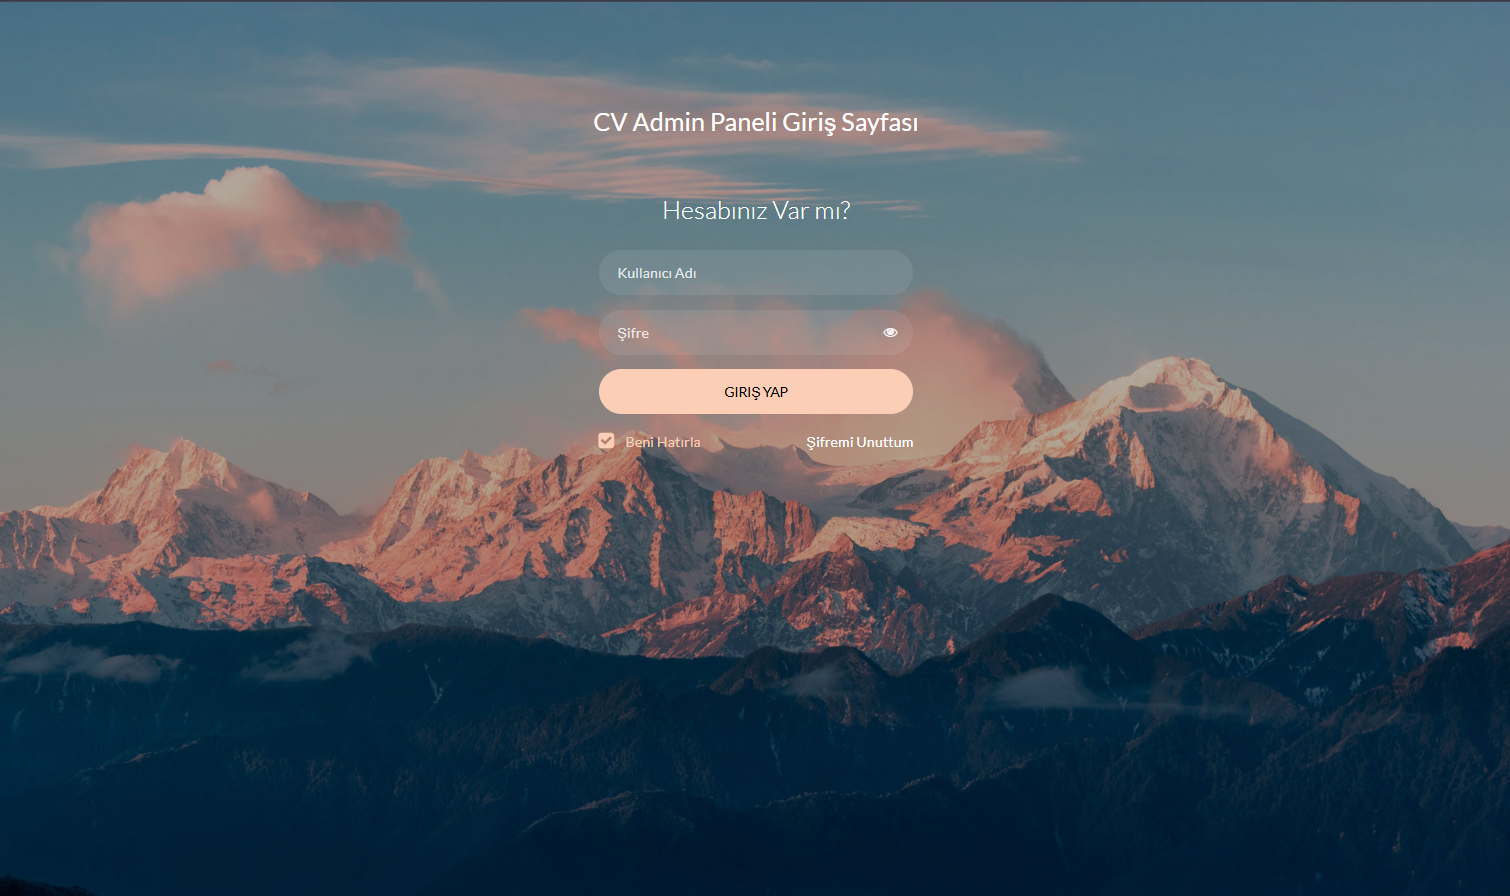 CV Admin Paneli Giriş Sayfası
Hesabınız Var mı?
Kullanıcı Adı
Şifre
GIRIŞ YAP
Beni Hatırla Şifremi Unuttum